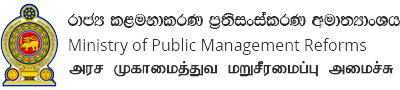 රාජ්‍ය කළමනාකරණ ප්‍රතිසංස්කරණ අමාත්‍යාංශය
Ministry of Public Management Reforms
அரச முகாமைத்துவ மறுசீரமைப்பு அமைச்சு